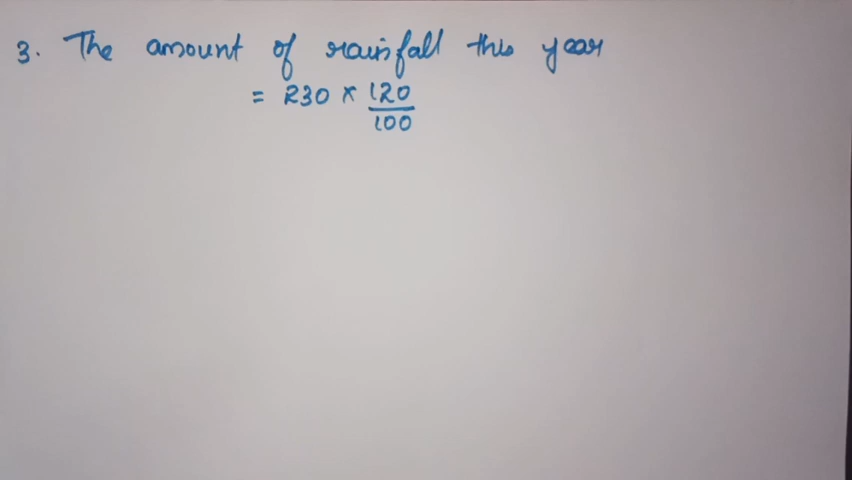 3. The amount of rainfall this year
= 230 × 120/100